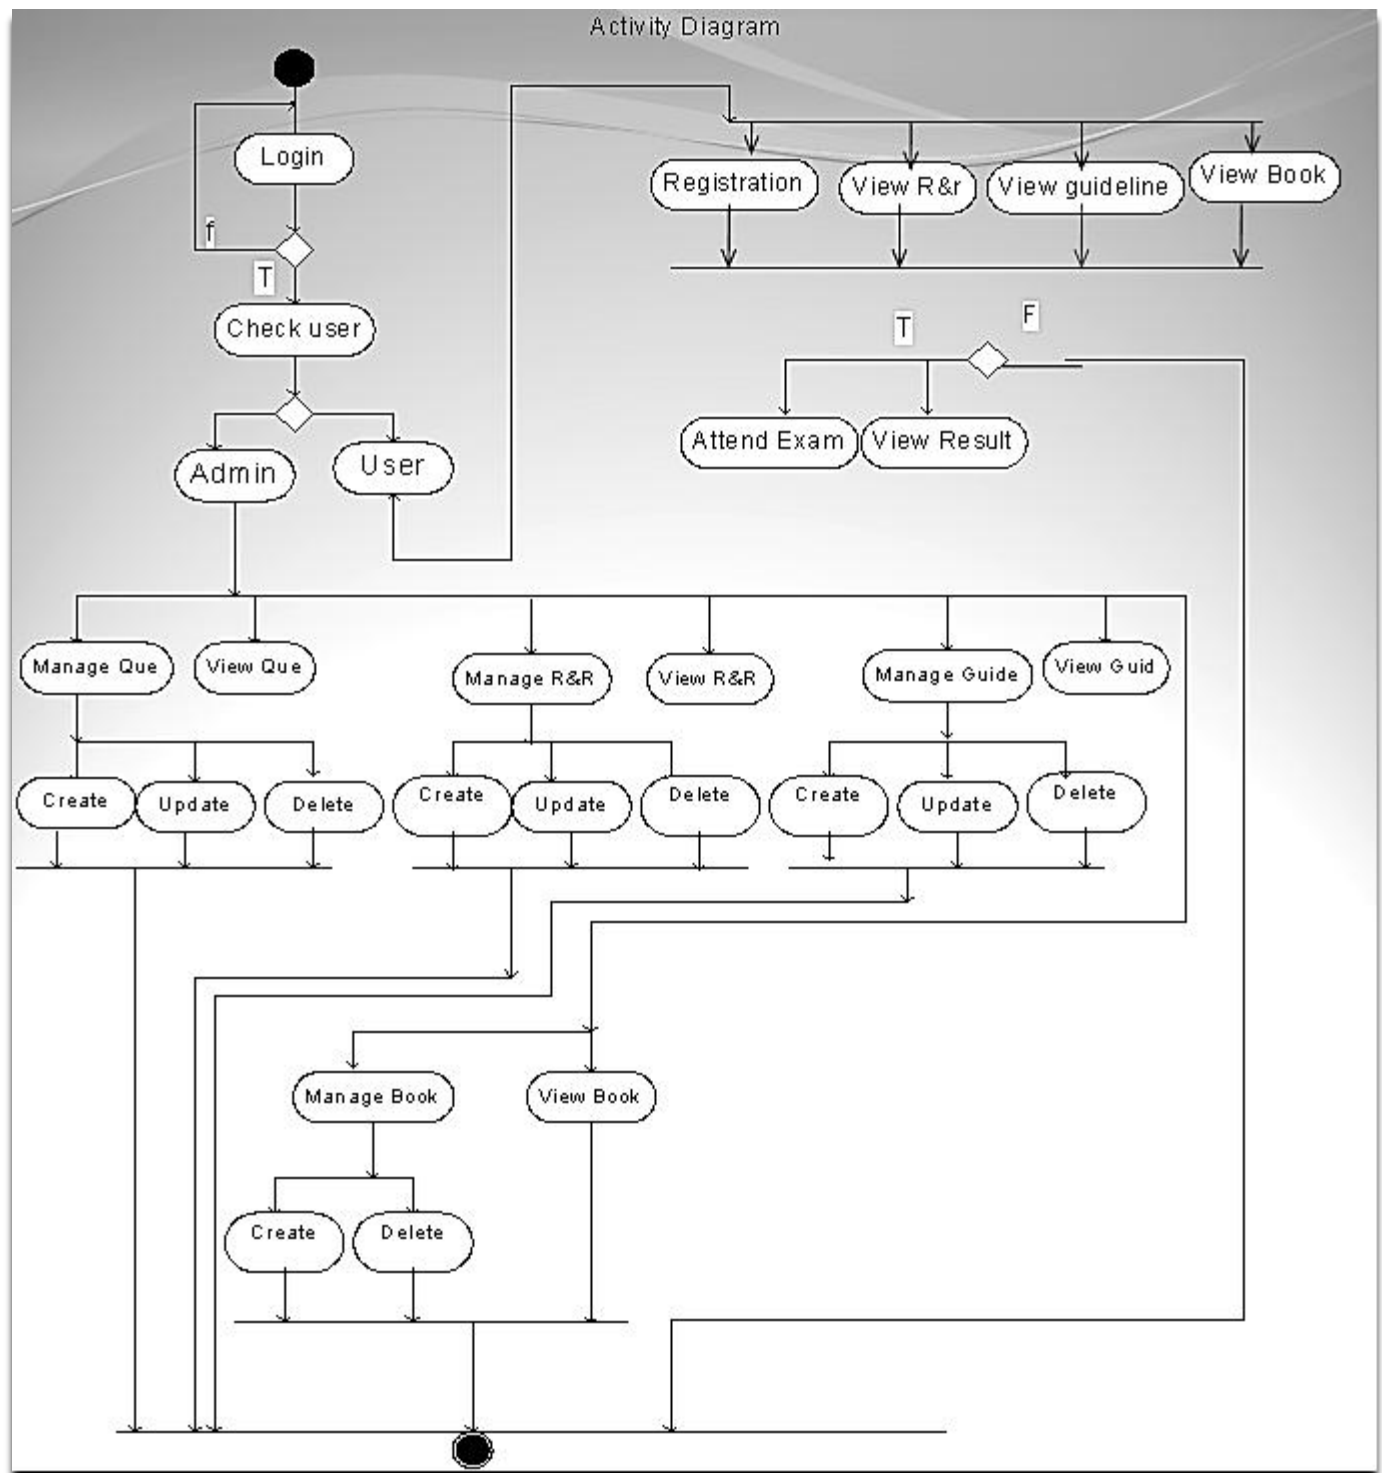 Activity Diagram
Login
f
T
Check user
Admin
User
Registration
View R&r
View guideline
View Book
T
F
Attend Exam
View Result
Manage Que
View Que
Manage R&R
View R&R
Manage Guide
View Guid
Create
Update
Delete
Create
Update
Delete
Create
Update
Delete
Manage Book
View Book
Create
Delete